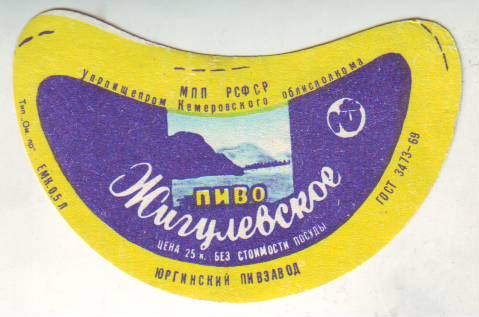 МПП РСФСР
Упрпищепром Кемеровского облисполкома
Тип. „Ом. пр"
ЕМК. 0,5 Л
ГОСТ 3473-69
ПИВО
Жигулевское
ЦЕНА 25 к. БЕЗ СТОИМОСТИ ПОСУДЫ
ЮРГИНСКИЙ ПИВЗАВОД